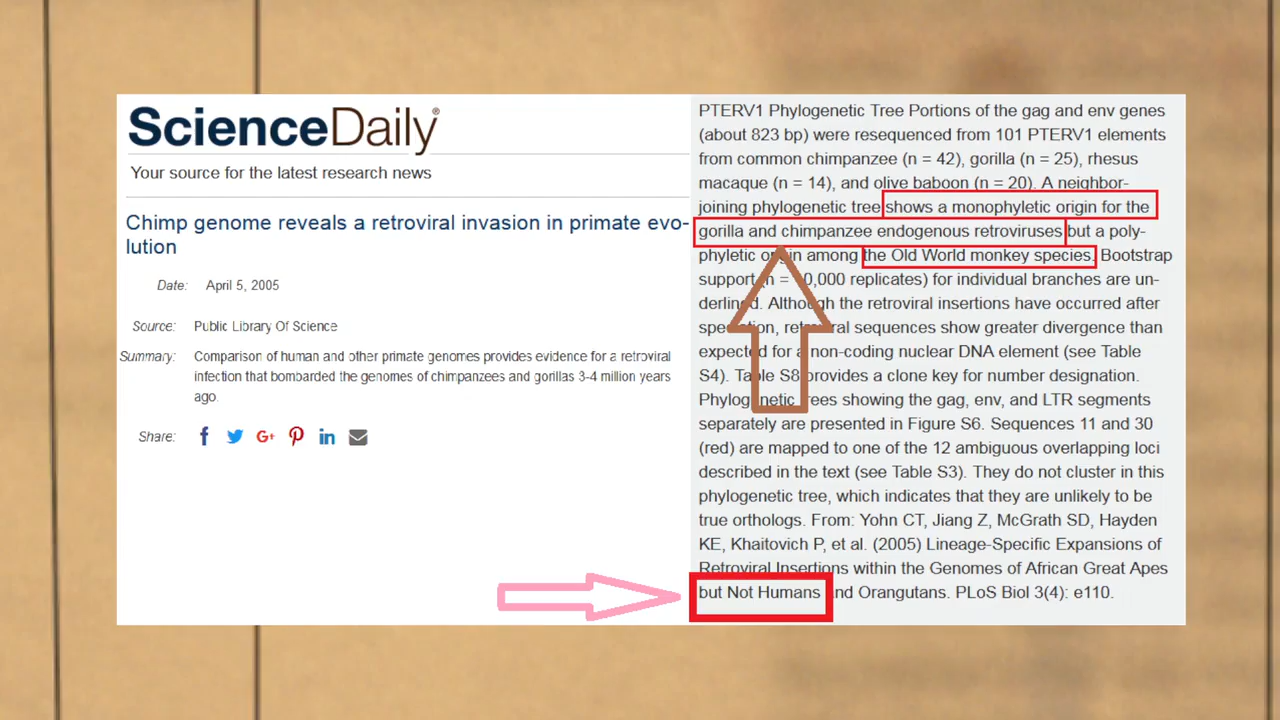 ScienceDaily®
Your source for the latest research news
Chimp genome reveals a retroviral invasion in primate evo-
lution
Date: April 5, 2005
Source: Public Library Of Science
Summary: Comparison of human and other primate genomes provides evidence for a retroviral
infection that bombarded the genomes of chimpanzees and gorillas 3-4 million years
ago.
Share: f G+ in
PTERV1 Phylogenetic Tree Portions of the gag and env genes
(about 823 bp) were resequenced from 101 PTERV1 elements
from common chimpanzee (n = 42), gorilla (n = 25), rhesus
macaque (n = 14), and olive baboon (n = 20). A neighbor-
joining phylogenetic tree shows a monophyletic origin for the
gorilla and chimpanzee endogenous retroviruses but a poly-
phyletic origin among the Old World monkey species. Bootstrap
support (n = 10,000 replicates) for individual branches are un-
derlined. Although the retroviral insertions have occurred after
speciation, retroviral sequences show greater divergence than
expected for a non-coding nuclear DNA element (see Table
S4). Table S8 provides a clone key for number designation.
Phylogenetic trees showing the gag, env, and LTR segments
separately are presented in Figure S6. Sequences 11 and 30
(red) are mapped to one of the 12 ambiguous overlapping loci
described in the text (see Table S3). They do not cluster in this
phylogenetic tree, which indicates that they are unlikely to be
true orthologs. From: Yohn CT, Jiang Z, McGrath SD, Hayden
KE, Khaitovich P, et al. (2005) Lineage-Specific Expansions of
Retroviral Insertions within the Genomes of African Great Apes
but Not Humans and Orangutans. PLoS Biol 3(4): e110.